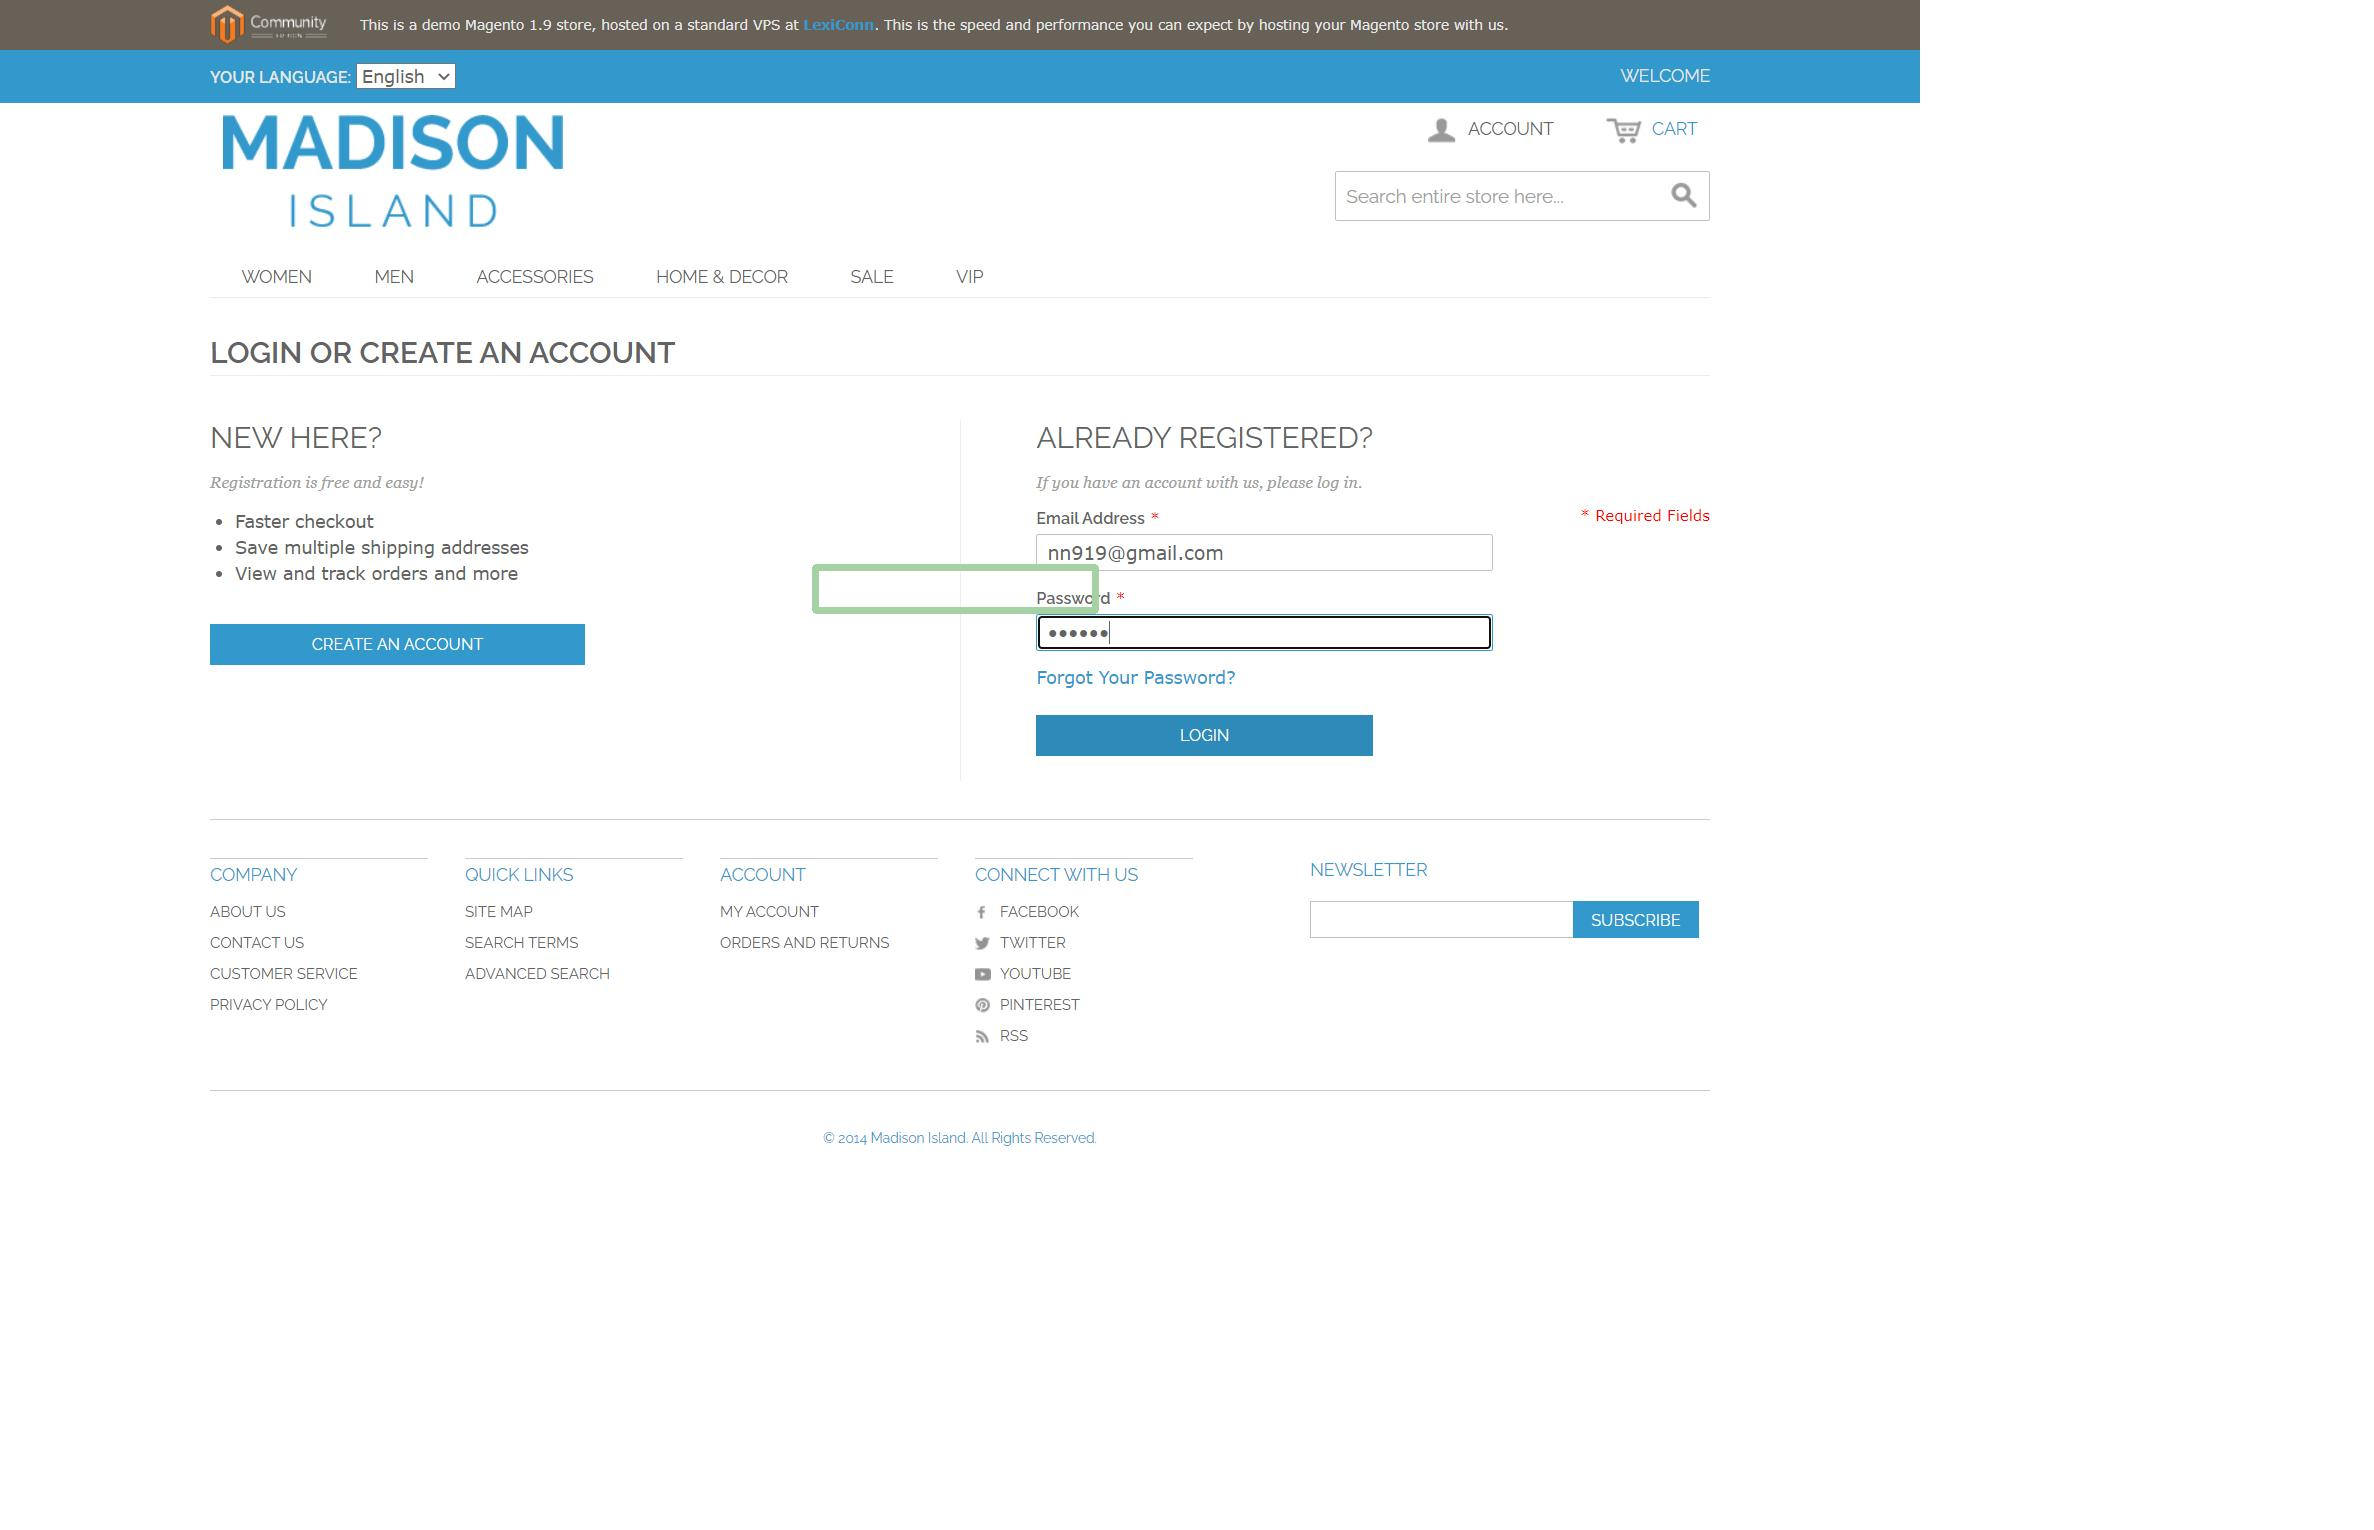 Community
This is a demo Magento 1.9 store, hosted on a standard VPS at LexiConn. This is the speed and performance you can expect by hosting your Magento store with us.
YOUR LANGUAGE: English
WELCOME
MADISON
ISLAND
ACCOUNT
CART
Search entire store here...
WOMEN MEN ACCESSORIES HOME & DECOR SALE VIP
LOGIN OR CREATE AN ACCOUNT
NEW HERE?
Registration is free and easy!
• Faster checkout
• Save multiple shipping addresses
• View and track orders and more
CREATE AN ACCOUNT
ALREADY REGISTERED?
If you have an account with us, please log in.
* Required Fields
Email Address *
nn919@gmail.com
Password *
••••••
Forgot Your Password?
LOGIN
COMPANY
ABOUT US
CONTACT US
CUSTOMER SERVICE
PRIVACY POLICY
QUICK LINKS
SITE MAP
SEARCH TERMS
ADVANCED SEARCH
ACCOUNT
MY ACCOUNT
ORDERS AND RETURNS
CONNECT WITH US
FACEBOOK
TWITTER
YOUTUBE
PINTEREST
RSS
NEWSLETTER
SUBSCRIBE
© 2014 Madison Island. All Rights Reserved.